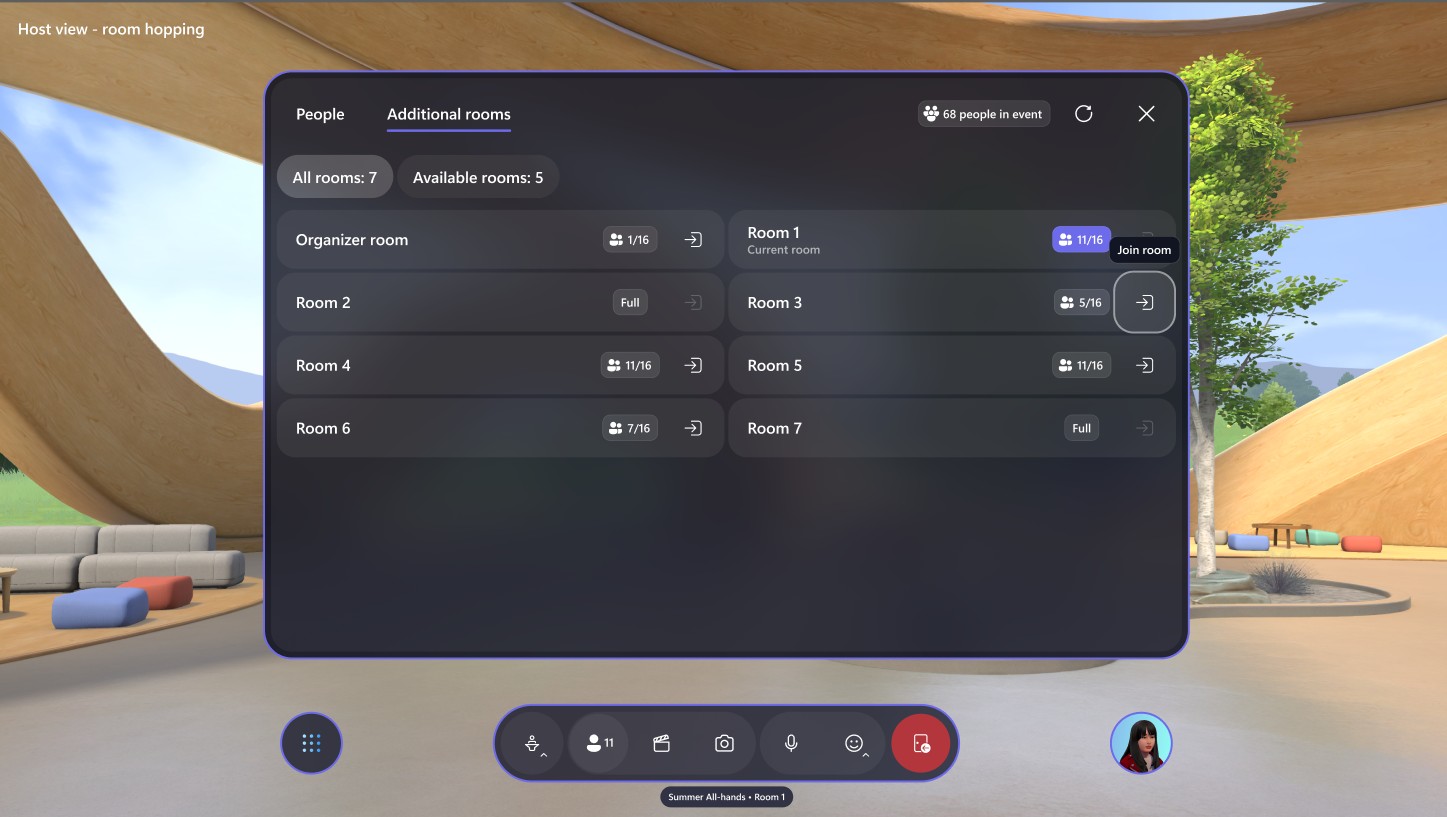 Host view - room hopping
People
Additional rooms
68 people in event
All rooms: 7
Available rooms: 5
Organizer room
1/16
Room 1
Current room
11/16
Join room
Room 2
Full
Room 3
5/16
Room 4
11/16
Room 5
11/16
Room 6
7/16
Room 7
Full
11
Summer All-hands • Room 1